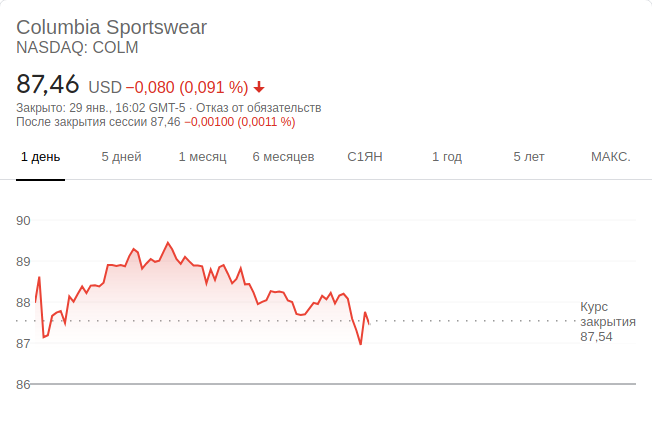 Columbia Sportswear
NASDAQ: COLM
87,46 USD −0,080 (0,091 %)
Закрыто: 29 янв., 16:02 GMT-5 · Отказ от обязательств
После закрытия сессии 87,46 −0,00100 (0,0011 %)
1 день 5 дней 1 месяц 6 месяцев С1ЯН 1 год 5 лет МАКС.
90
89
88
87
86
Курс
закрытия
87,54